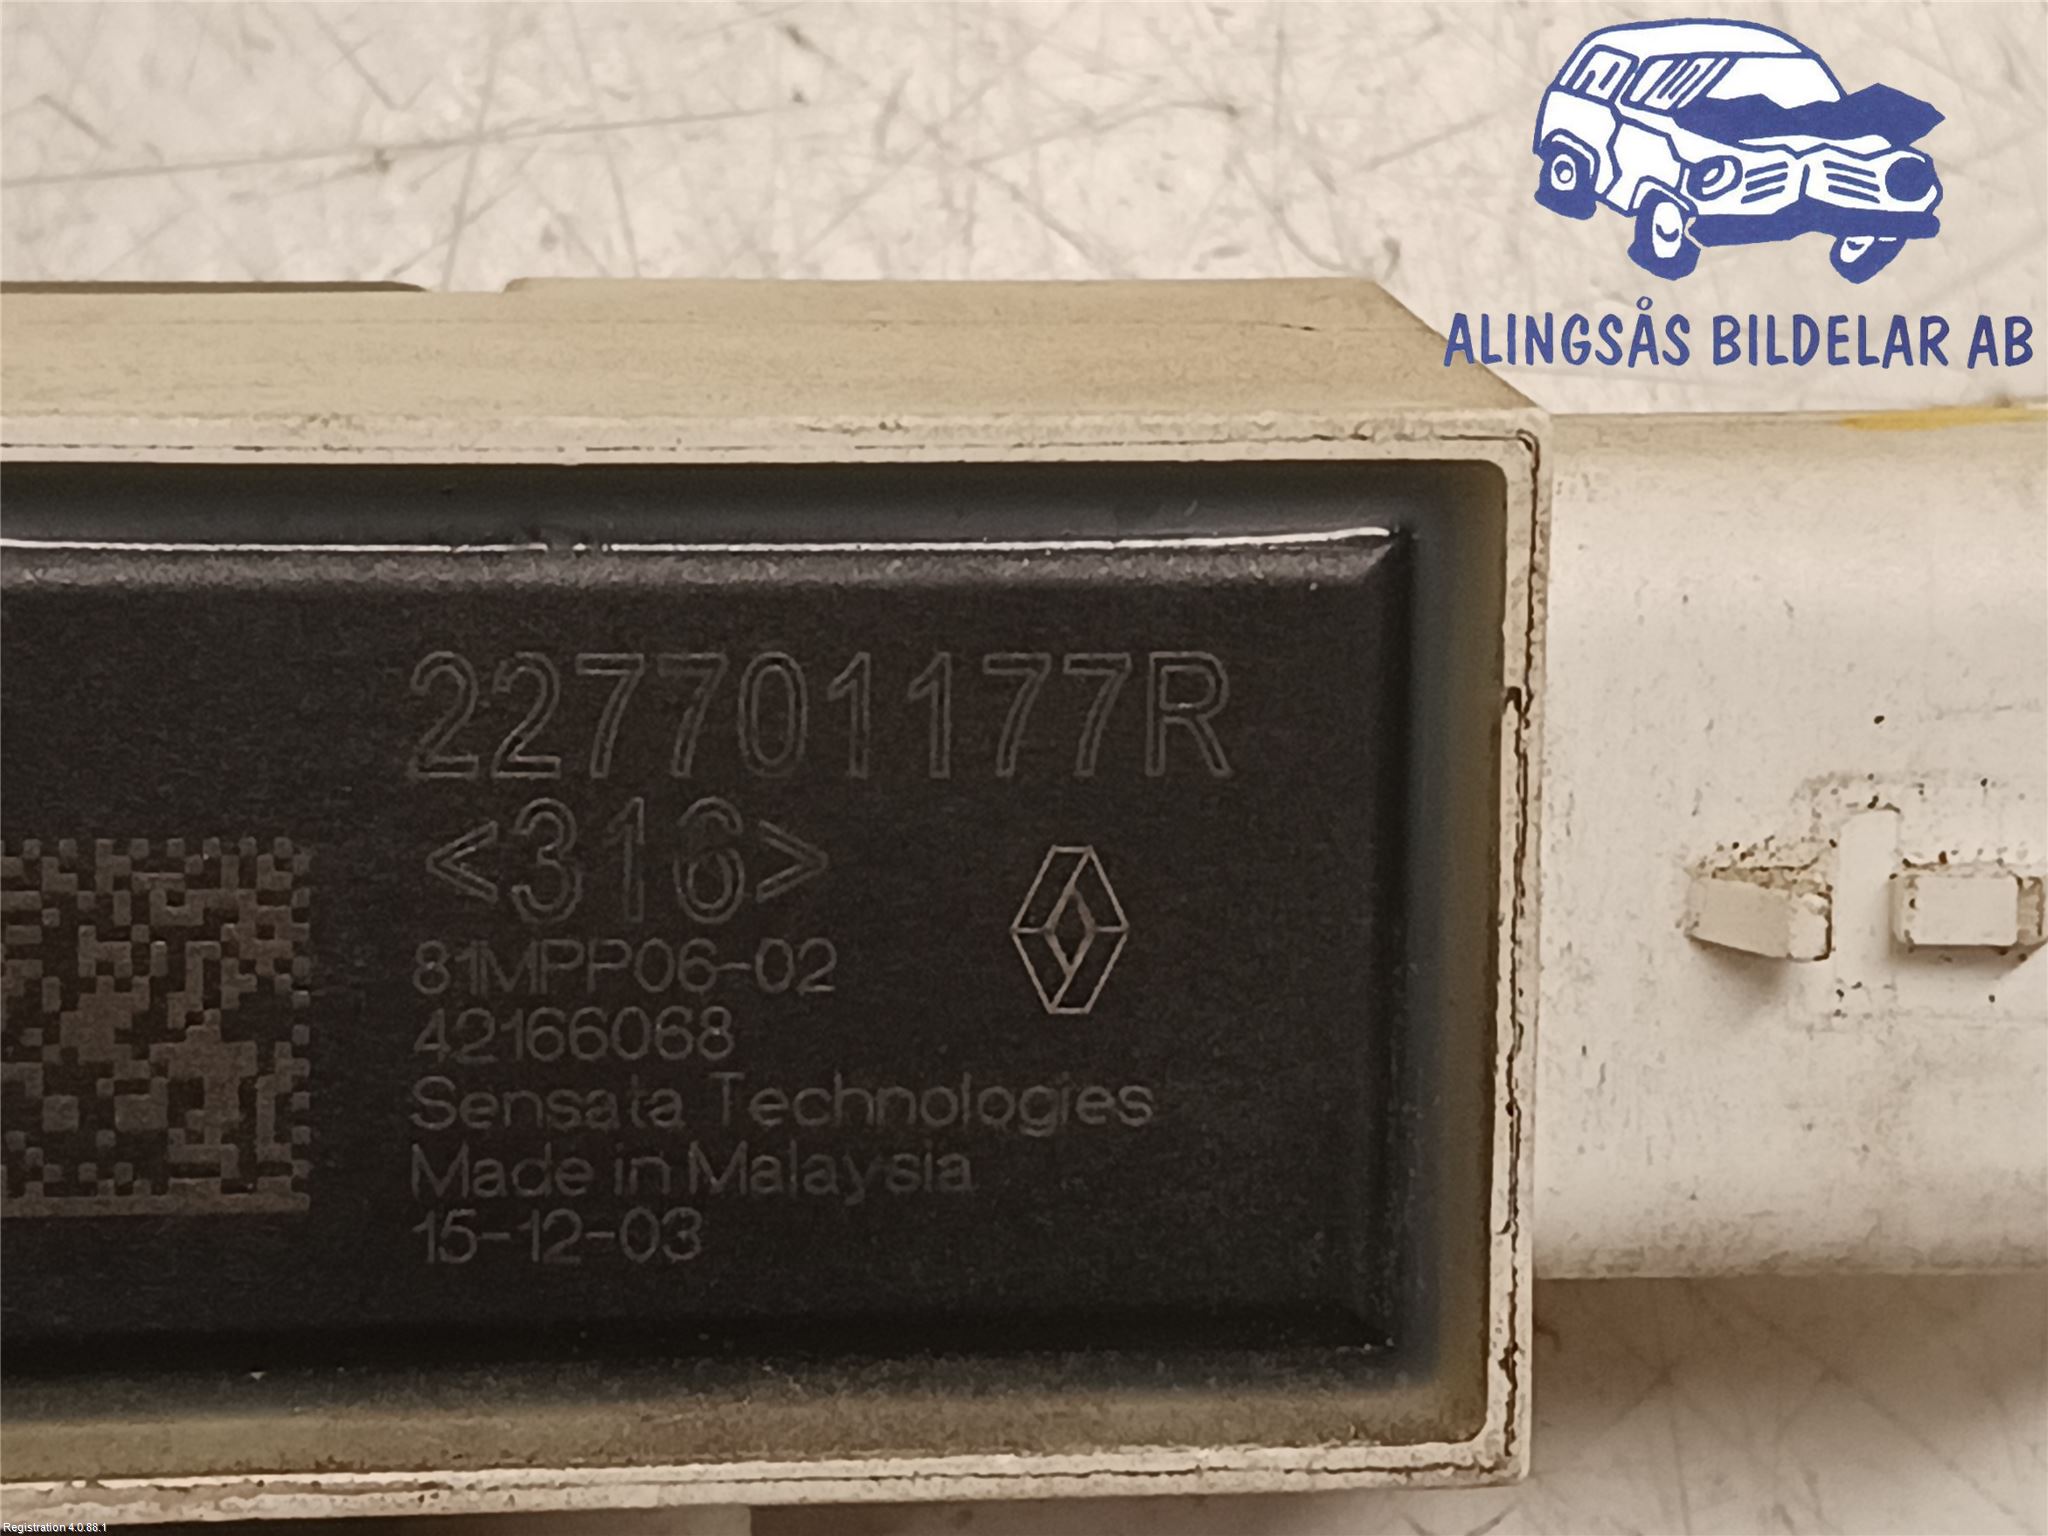 ALINGSÅS BILDELAR AB
227701177R
<316>
81MPP06-02
42166068
Sensata Technologies
Made in Malaysia
15-12-03
Registration 4.0.88.1